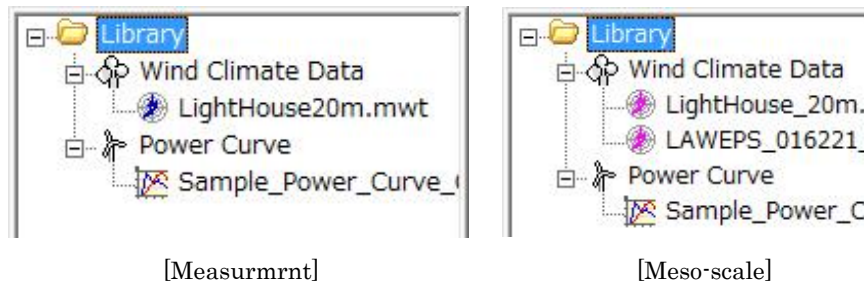 Library
Wind Climate Data
LightHouse20m.mwt
Power Curve
Sample_Power_Curve_
[Measurmrnt]
Library
Wind Climate Data
LightHouse_20m.
LAWEPS_016221_
Power Curve
Sample_Power_C
[Meso-scale]